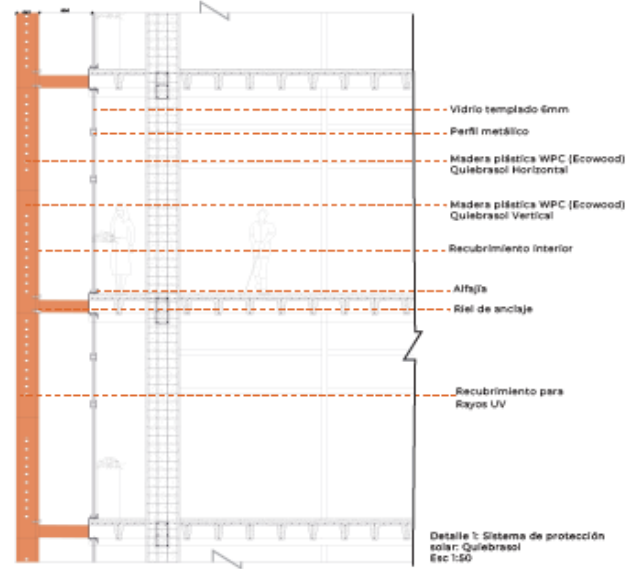 Vidrio templado 6mm
Perfil metálico
Madera plástica WPC (Ecowood)
Quiebrasol Horizontal
Madera plástica WPC (Ecowood)
Quiebrasol Vertical
Recubrimiento interior
Alfajía
Riel de anclaje
Recubrimiento para
Rayos UV
Detalle 1: Sistema de protección
solar: Quiebrasol
Esc 1:50